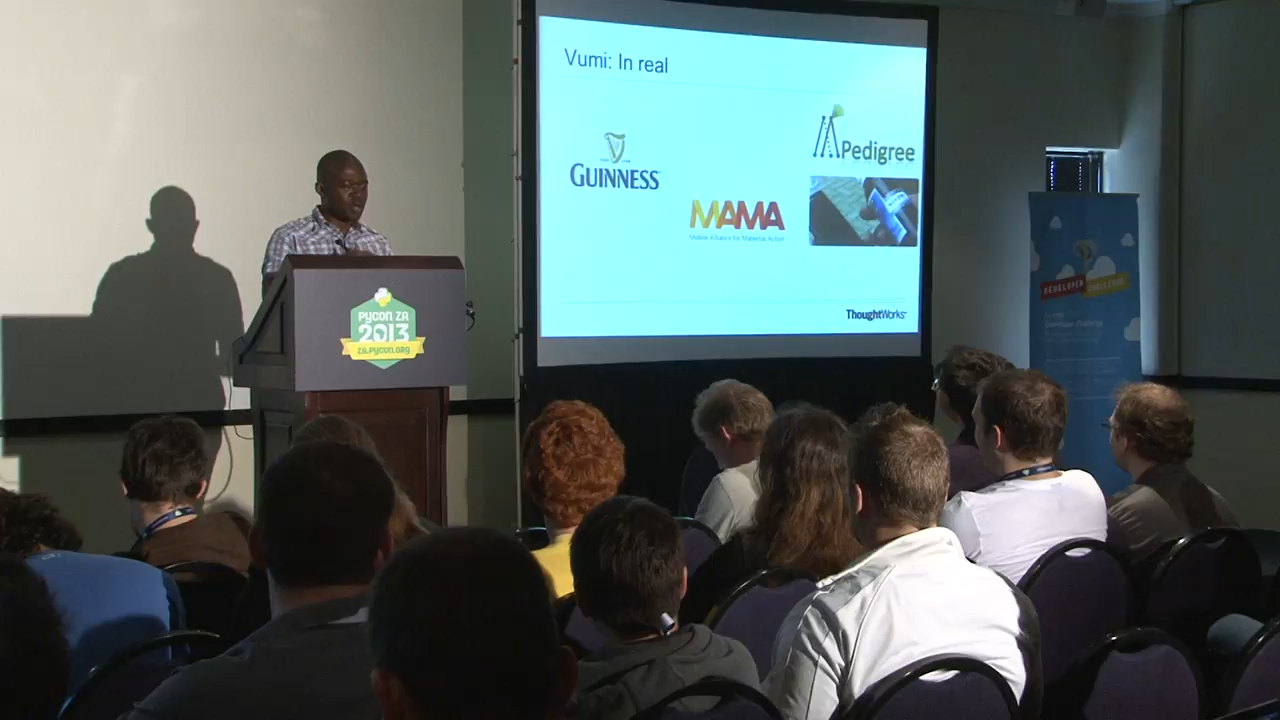 Vumi: In real
GUINNESS
MAMA
Mobile Alliance for Maternal Action
Pedigree
ThoughtWorks
PYCON ZA
2013
ZA.PYCON.ORG
DEVELOPER CHALLENGE